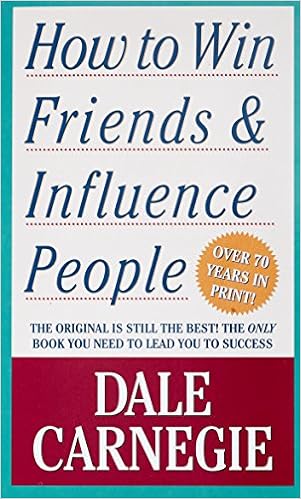 How to Win
Friends &
Influence
People
OVER 70
YEARS IN
PRINT!
THE ORIGINAL IS STILL THE BEST! THE ONLY
BOOK YOU NEED TO LEAD YOU TO SUCCESS
DALE
CARNEGIE